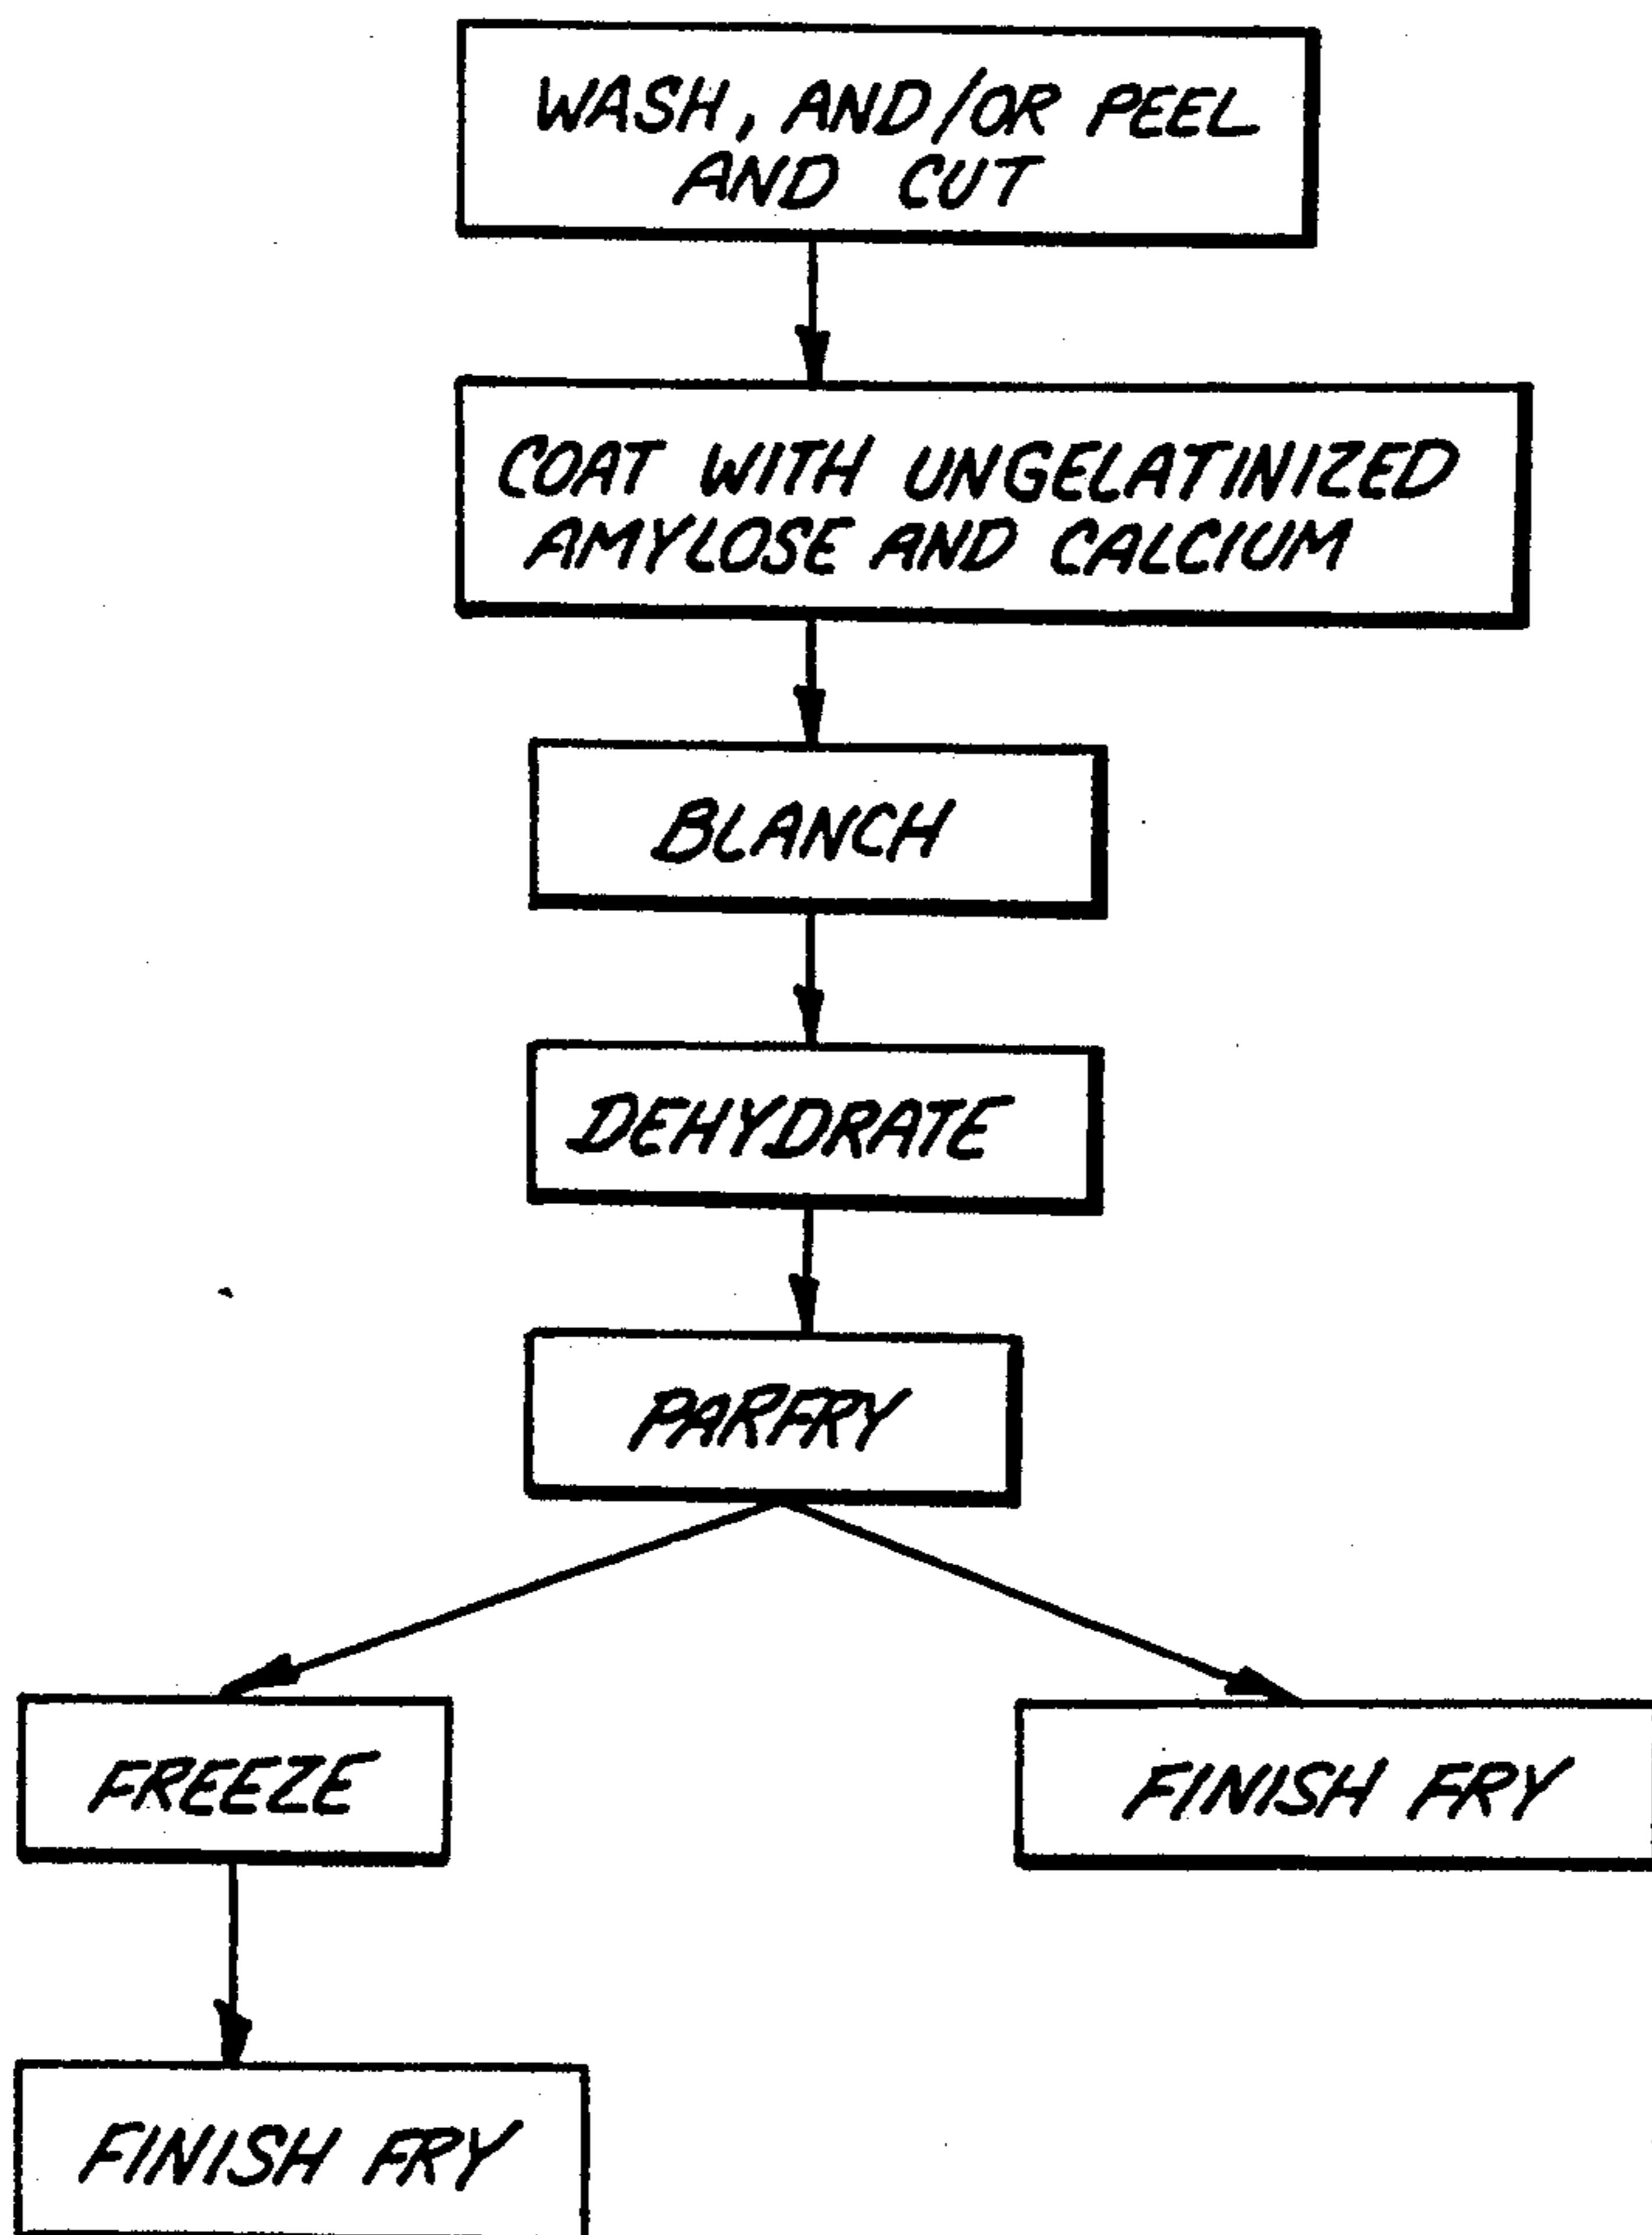 WASH, AND/OR PEEL
AND CUT
COAT WITH UNGELATINIZED
AMYLOSE AND CALCIUM
BLANCH
DEHYDRATE
PARFRY
FREEZE
FINISH FRY
FINISH FRY